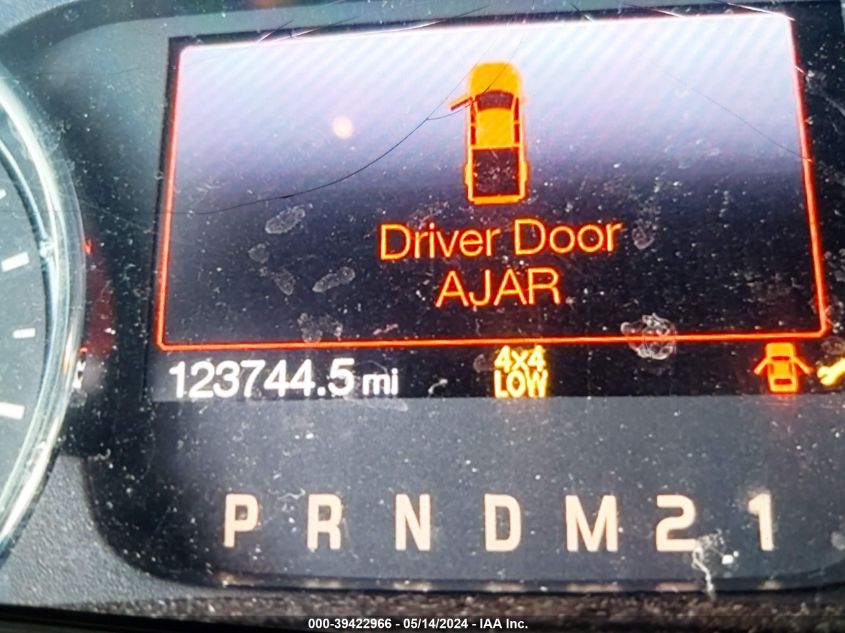 Driver Door
AJAR
123744.5 mi
4x4
LOW
P R N D M 2 1
000-39422966 - 05/14/2024 - IAA Inc.